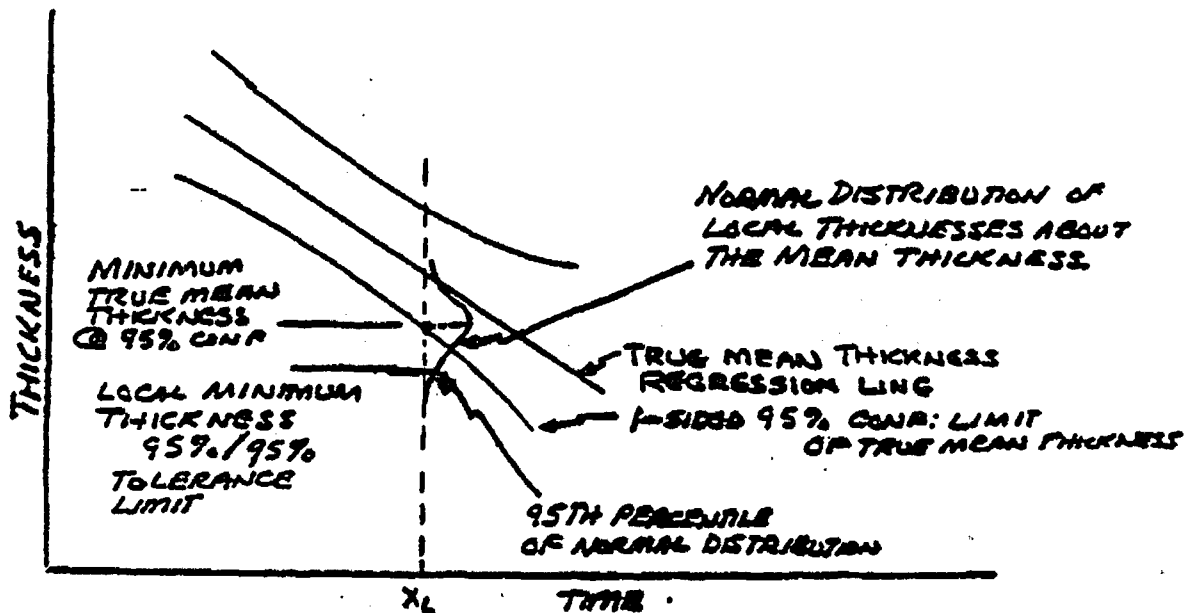 THICKNESS
NORMAL DISTRIBUTION OF
LOCAL THICKNESSES ABOUT
THE MEAN THICKNESS.
MINIMUM
TRUE MEAN
THICKNESS
@ 95% CONF
TRUE MEAN THICKNESS
REGRESSION LINE
LOCAL MINIMUM
THICKNESS
95%/95%
TOLERANCE
LIMIT
1-SIDED 95% CONF. LIMIT
OF TRUE MEAN THICKNESS
95TH PERCENTILE
OF NORMAL DISTRIBUTION
XL
TIME